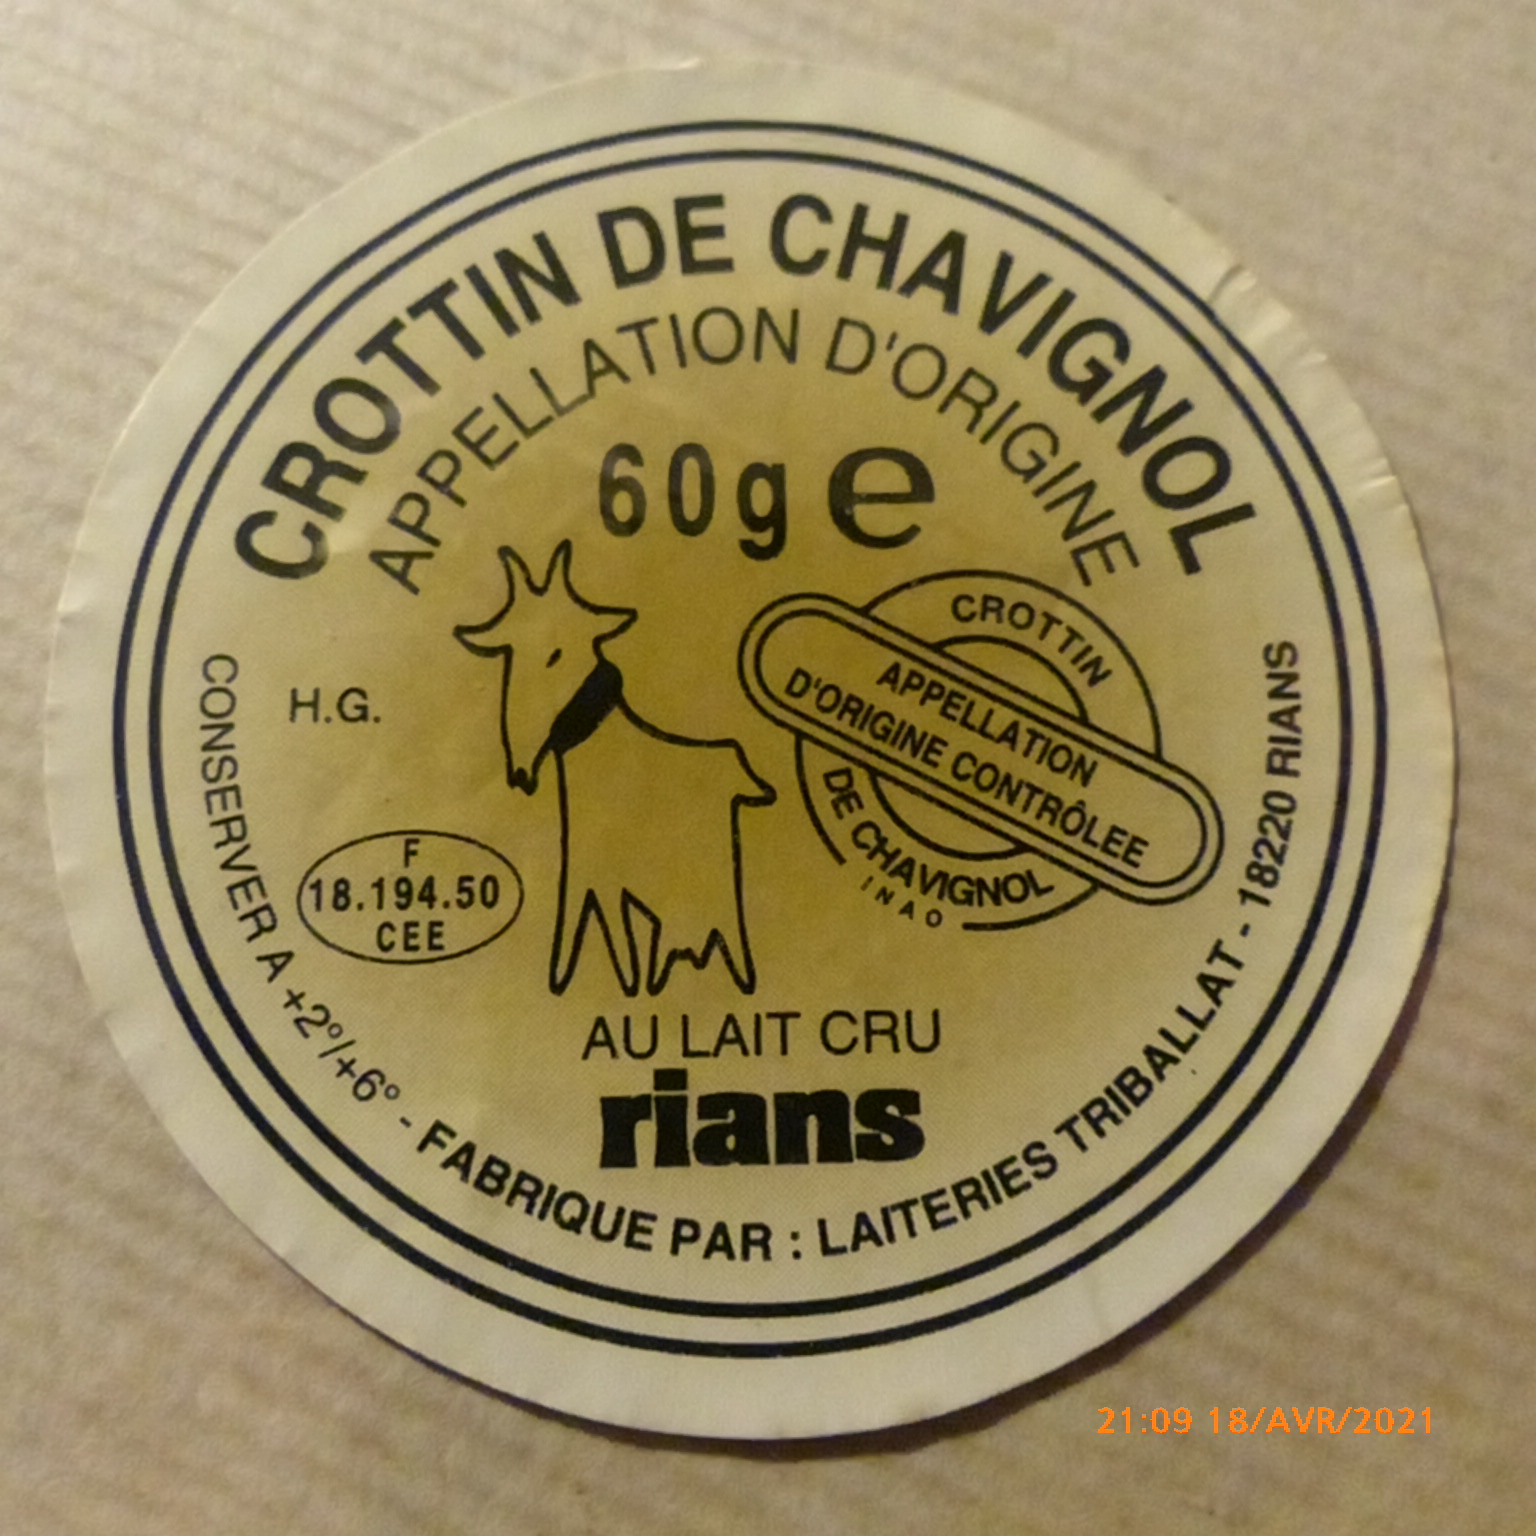 CROTTIN DE CHAVIGNOL
APPELLATION D'ORIGINE
60g e
CROTTIN
APPELLATION
D'ORIGINE CONTRÔLEE
DE CHAVIGNOL
INAO
H.G.
F
18.194.50
CEE
AU LAIT CRU
rians
CONSERVER A +2°/+6° - FABRIQUE PAR : LAITERIES TRIBALLAT - 18220 RIANS
21:09 18/AVR/2021